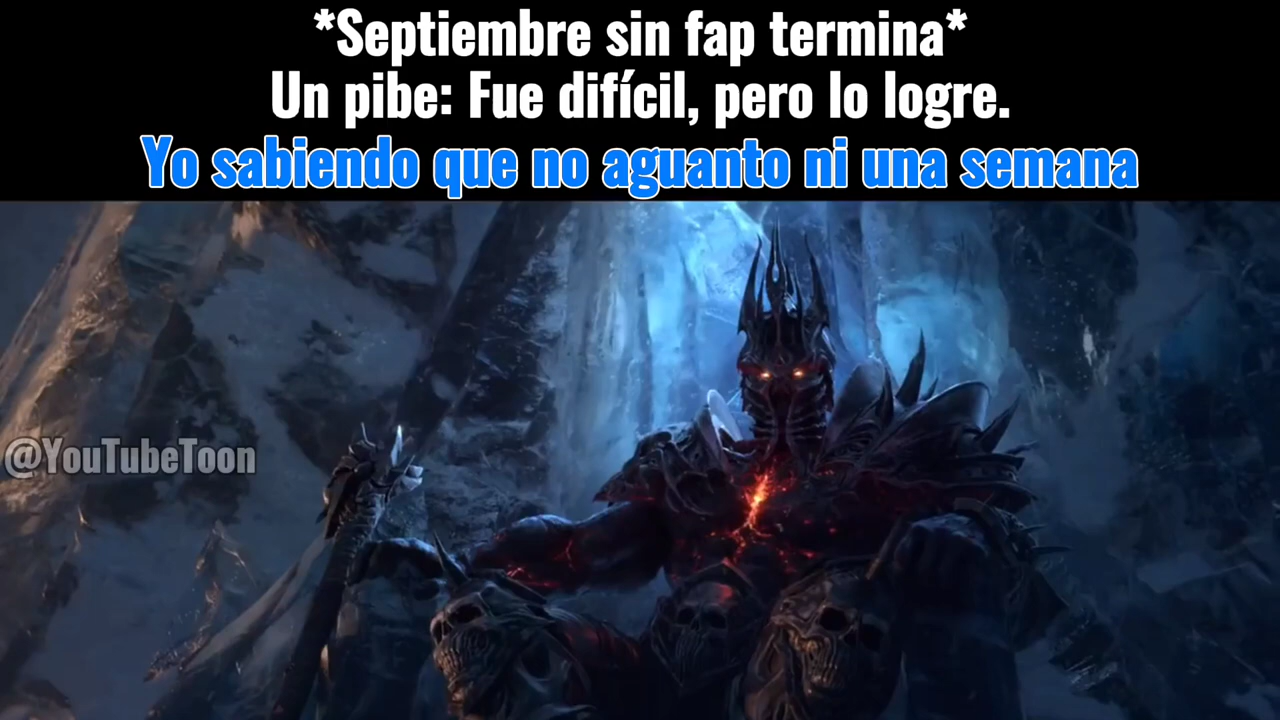 *Septiembre sin fap termina*
Un pibe: Fue difícil, pero lo logre.
Yo sabiendo que no aguanto ni una semana
@YouTubeToon